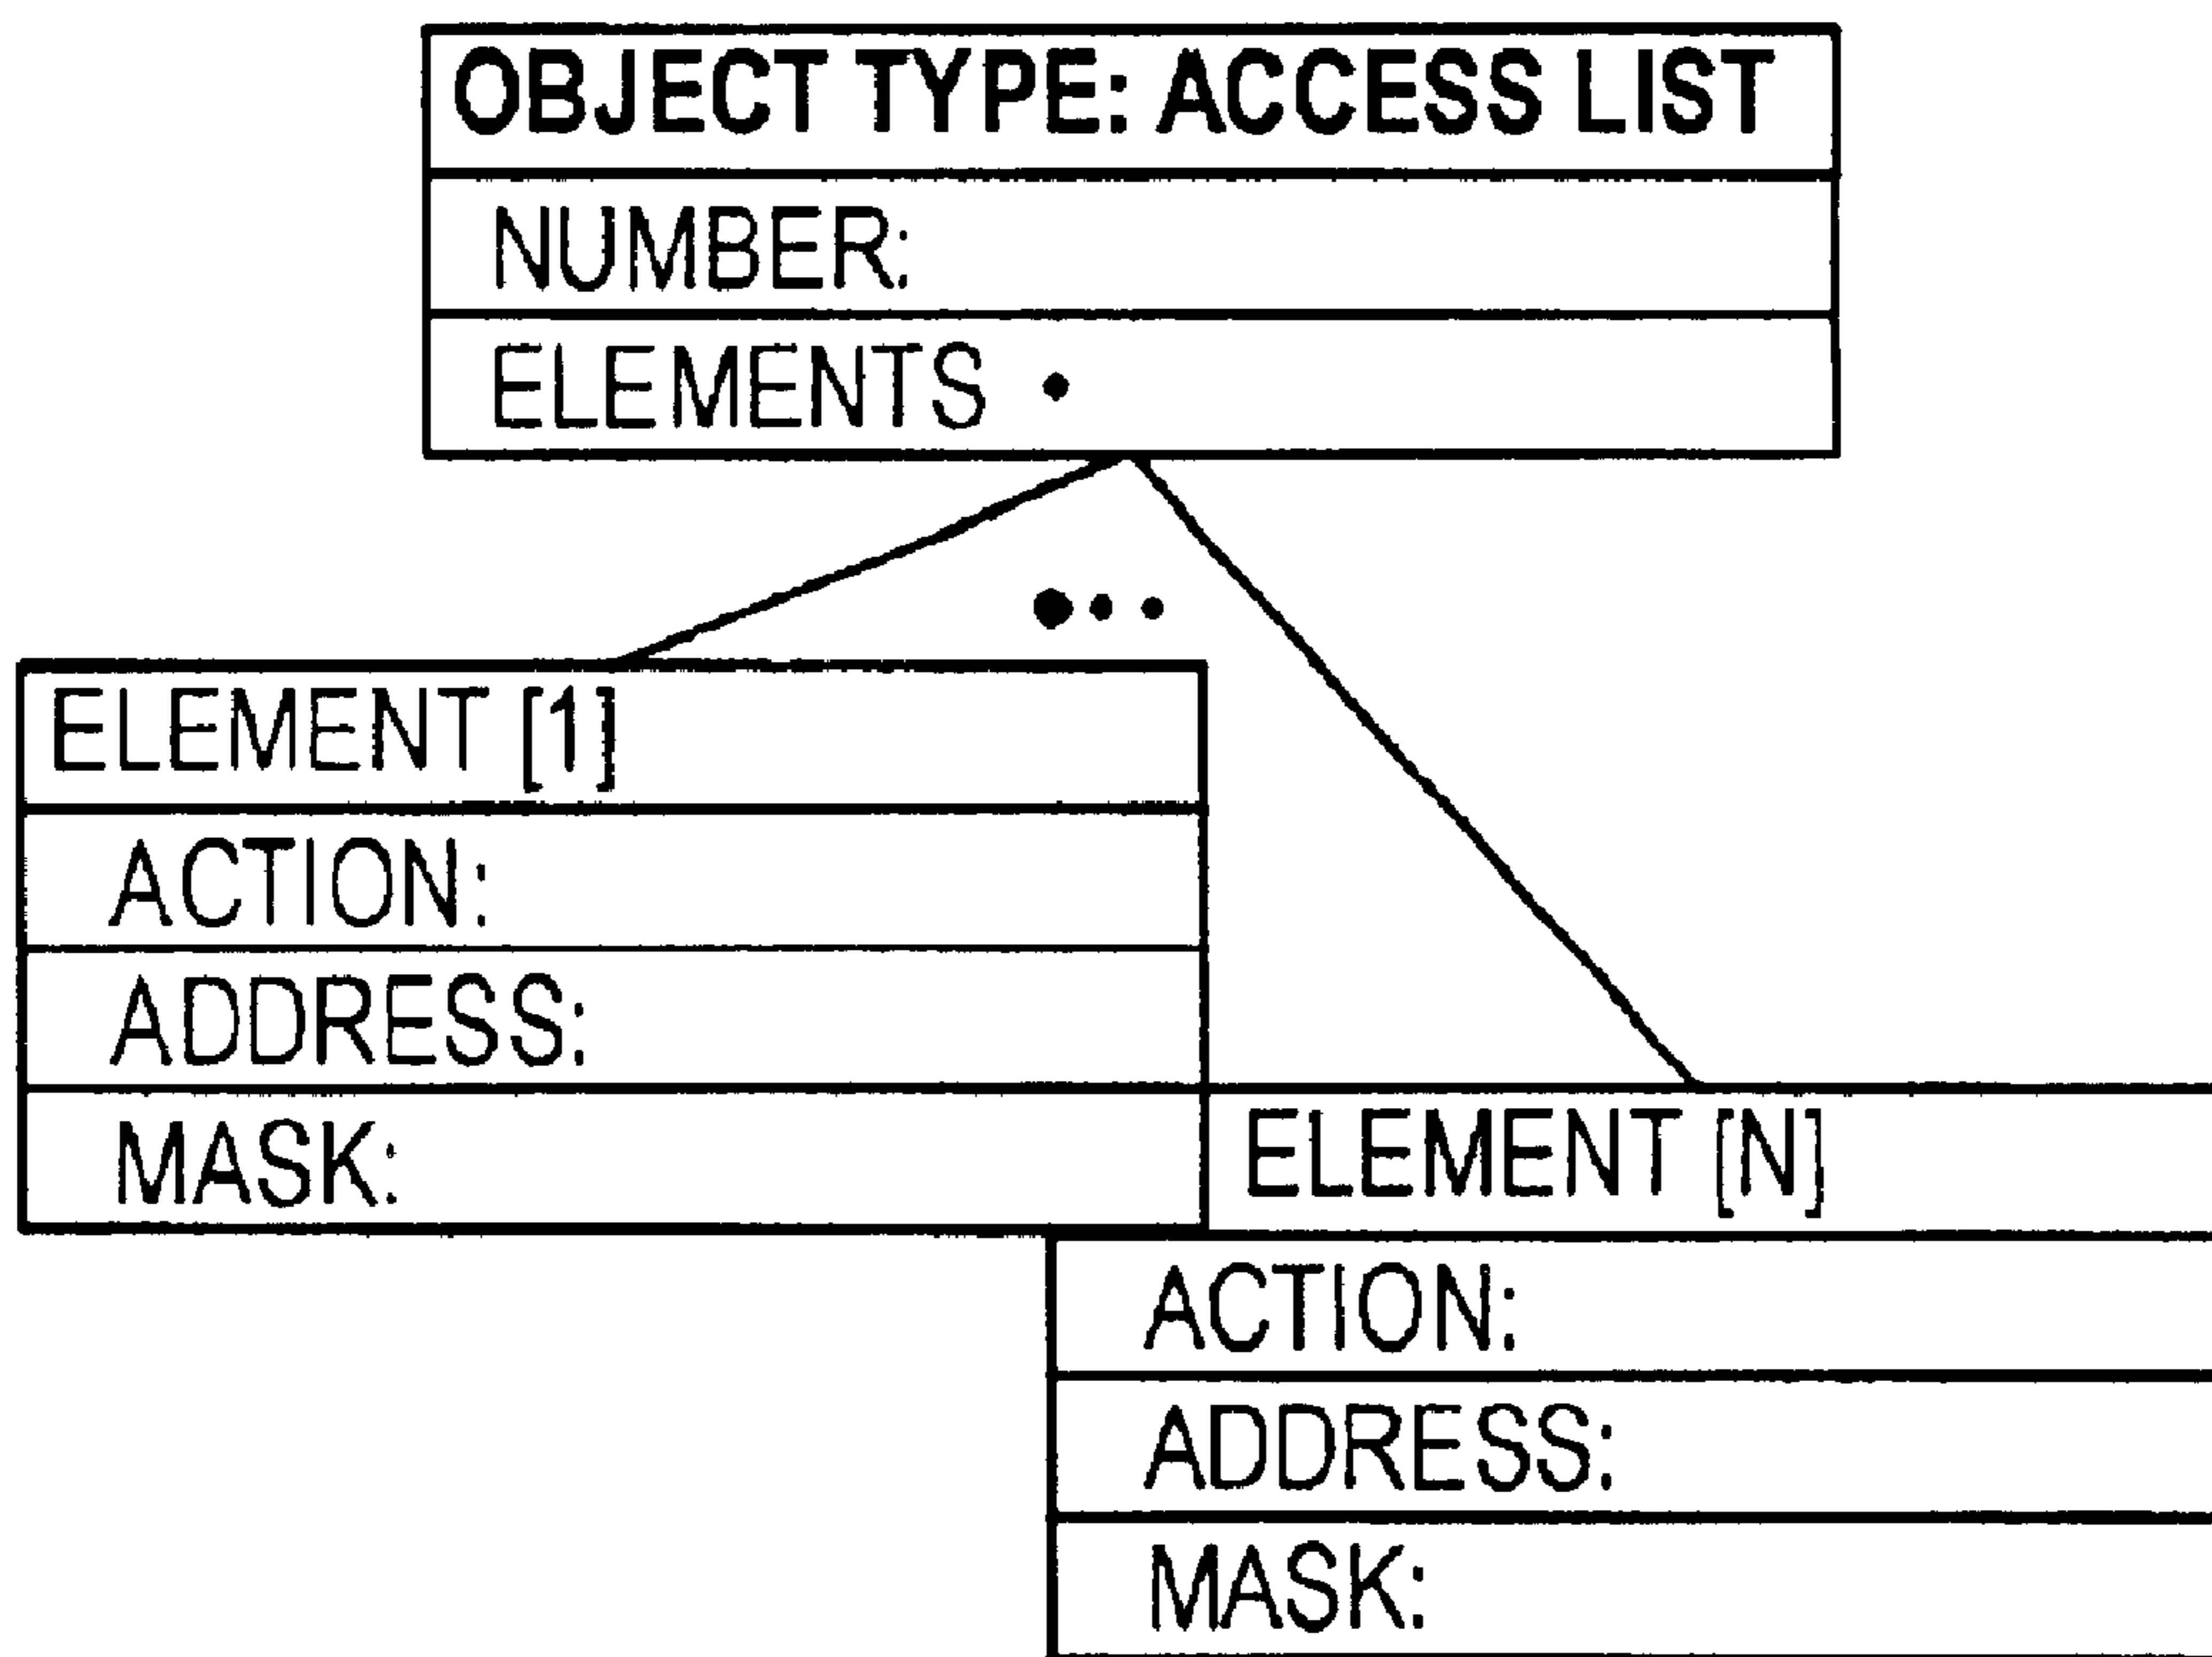 OBJECT TYPE: ACCESS LIST
NUMBER:
ELEMENTS •
•••
ELEMENT [1]
ACTION:
ADDRESS:
MASK:
ELEMENT [N]
ACTION:
ADDRESS:
MASK: